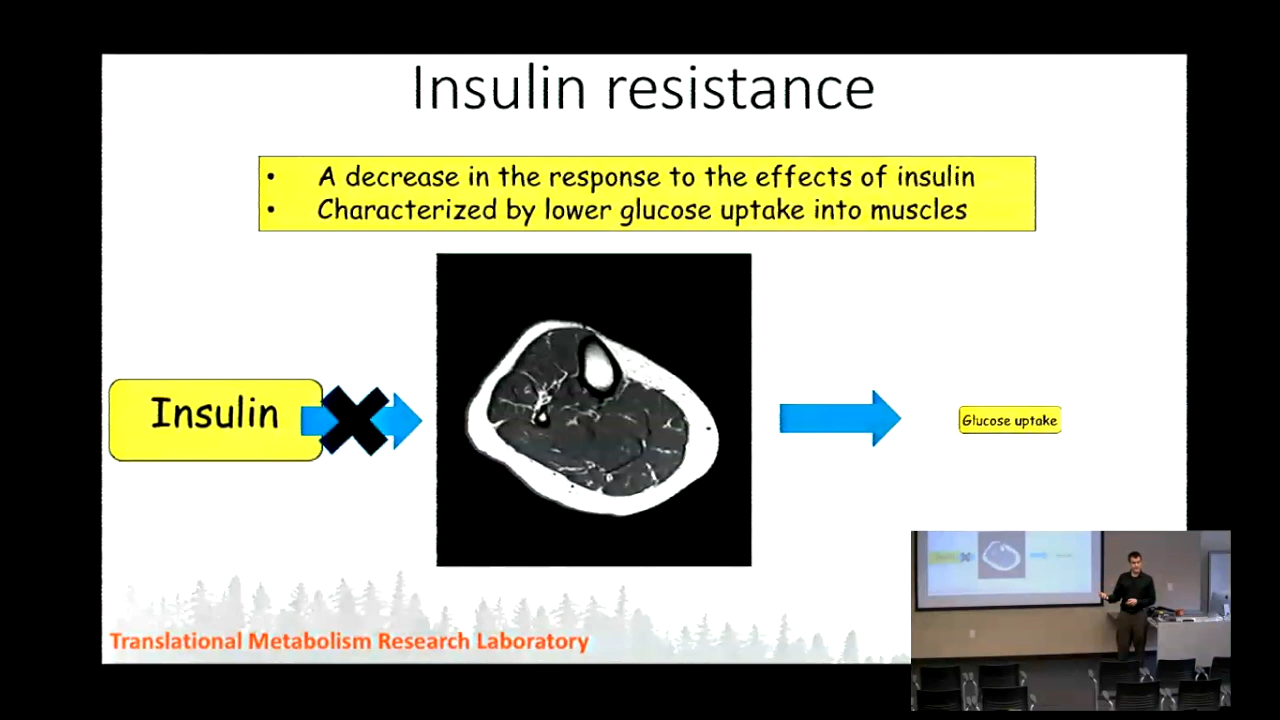 Insulin resistance
• A decrease in the response to the effects of insulin
• Characterized by lower glucose uptake into muscles
Insulin
Glucose uptake
Translational Metabolism Research Laboratory